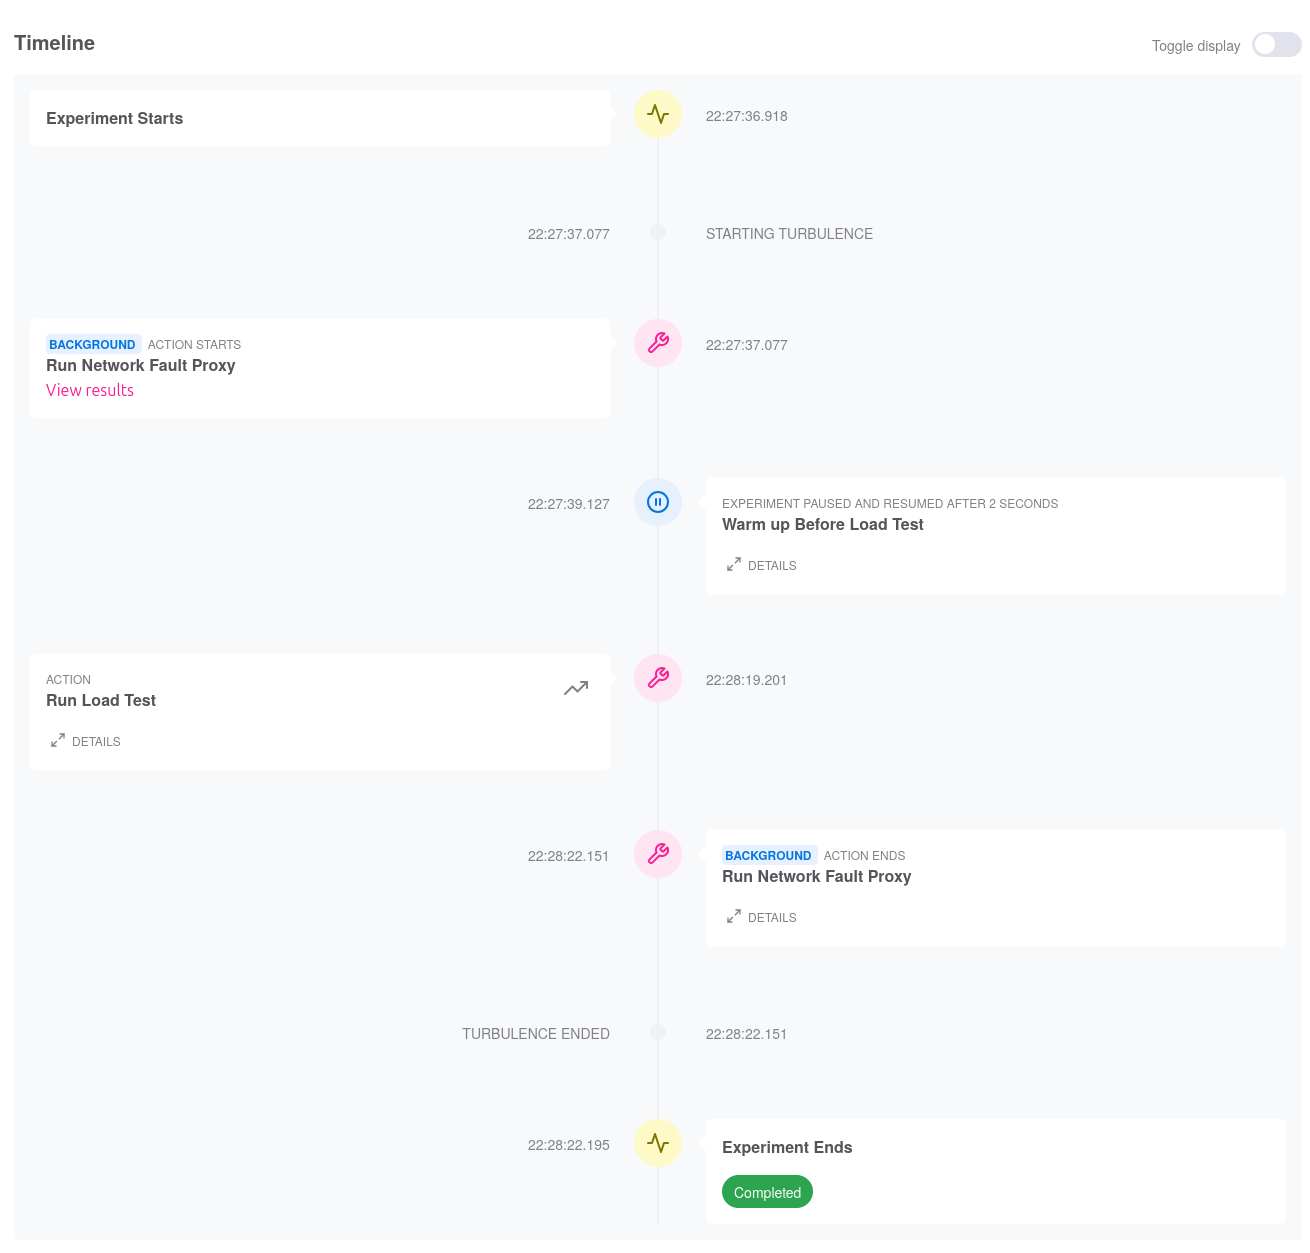 Timeline
Toggle display
Experiment Starts
22:27:36.918
22:27:37.077
STARTING TURBULENCE
BACKGROUND ACTION STARTS
Run Network Fault Proxy
View results
22:27:37.077
22:27:39.127
EXPERIMENT PAUSED AND RESUMED AFTER 2 SECONDS
Warm up Before Load Test
DETAILS
ACTION
Run Load Test
DETAILS
22:28:19.201
22:28:22.151
BACKGROUND ACTION ENDS
Run Network Fault Proxy
DETAILS
TURBULENCE ENDED
22:28:22.151
22:28:22.195
Experiment Ends
Completed